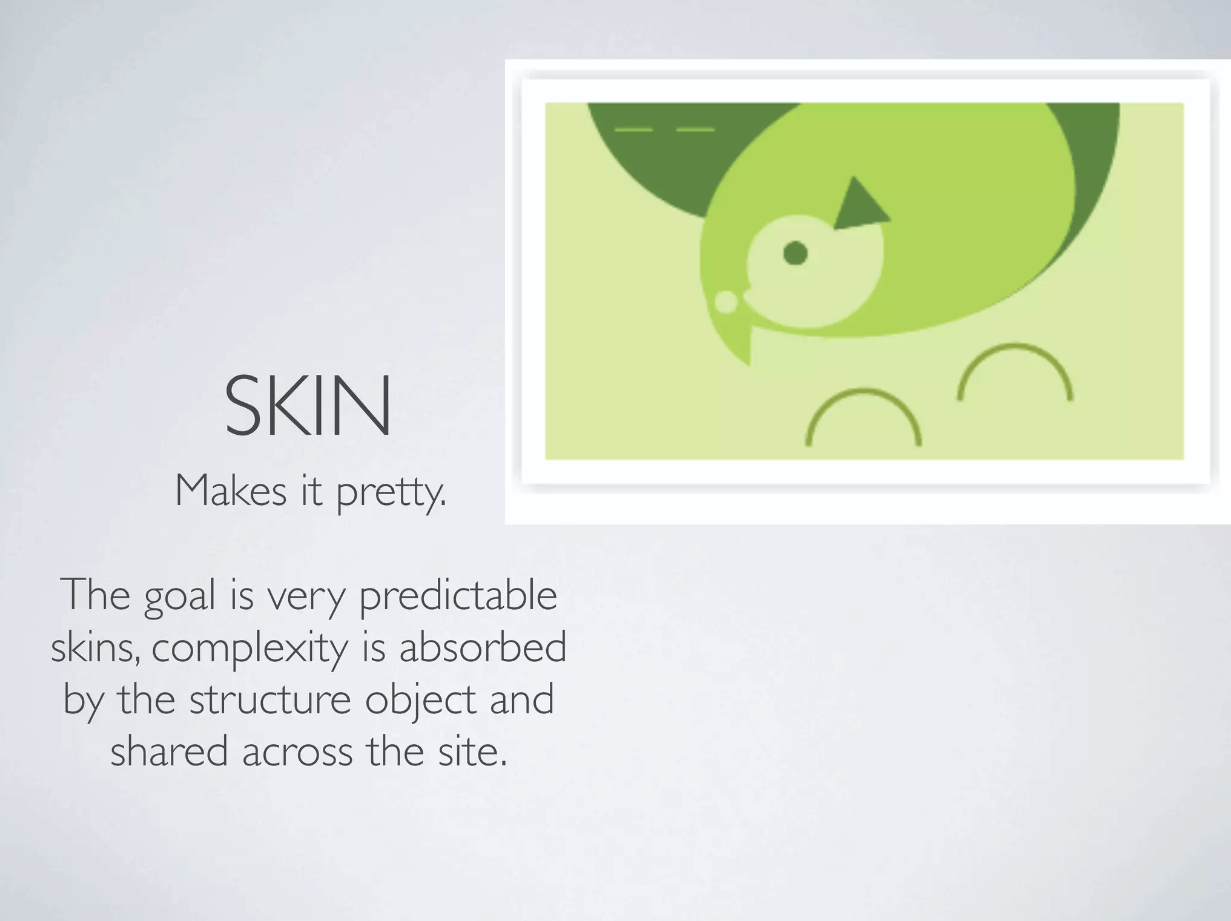 SKIN
Makes it pretty.
The goal is very predictable
skins, complexity is absorbed
by the structure object and
shared across the site.